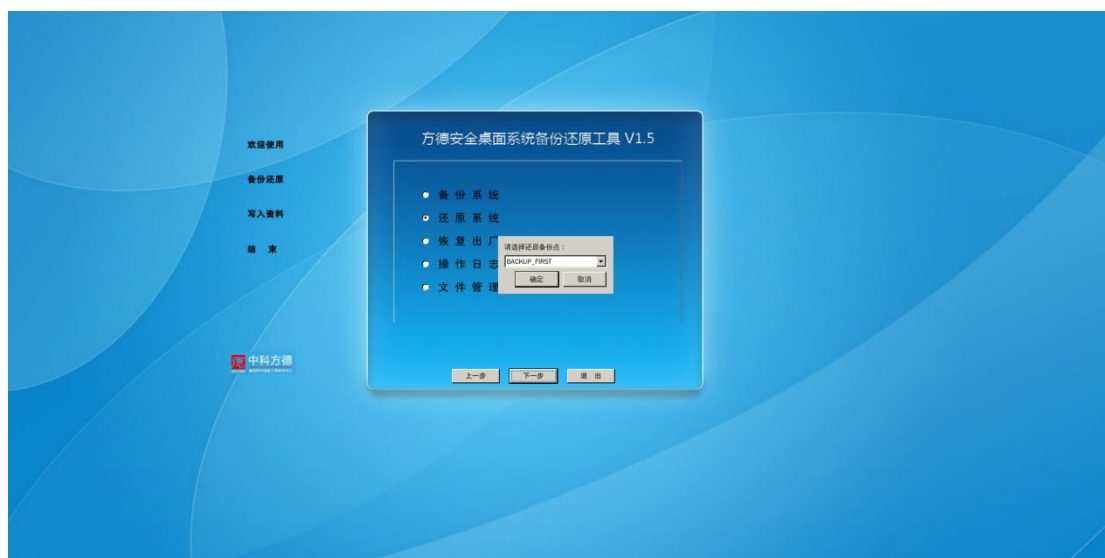 方德安全桌面系统备份还原工具 V1.5
欢迎使用
备份还原
写入资料
结 束
备 份 系 统
还 原 系 统
恢 复 出 厂
操 作 日 志
文 件 管 理
请选择还原备份点：
BACKUP_FIRST
确定
取消
中科方德
上一步
下一步
退 出